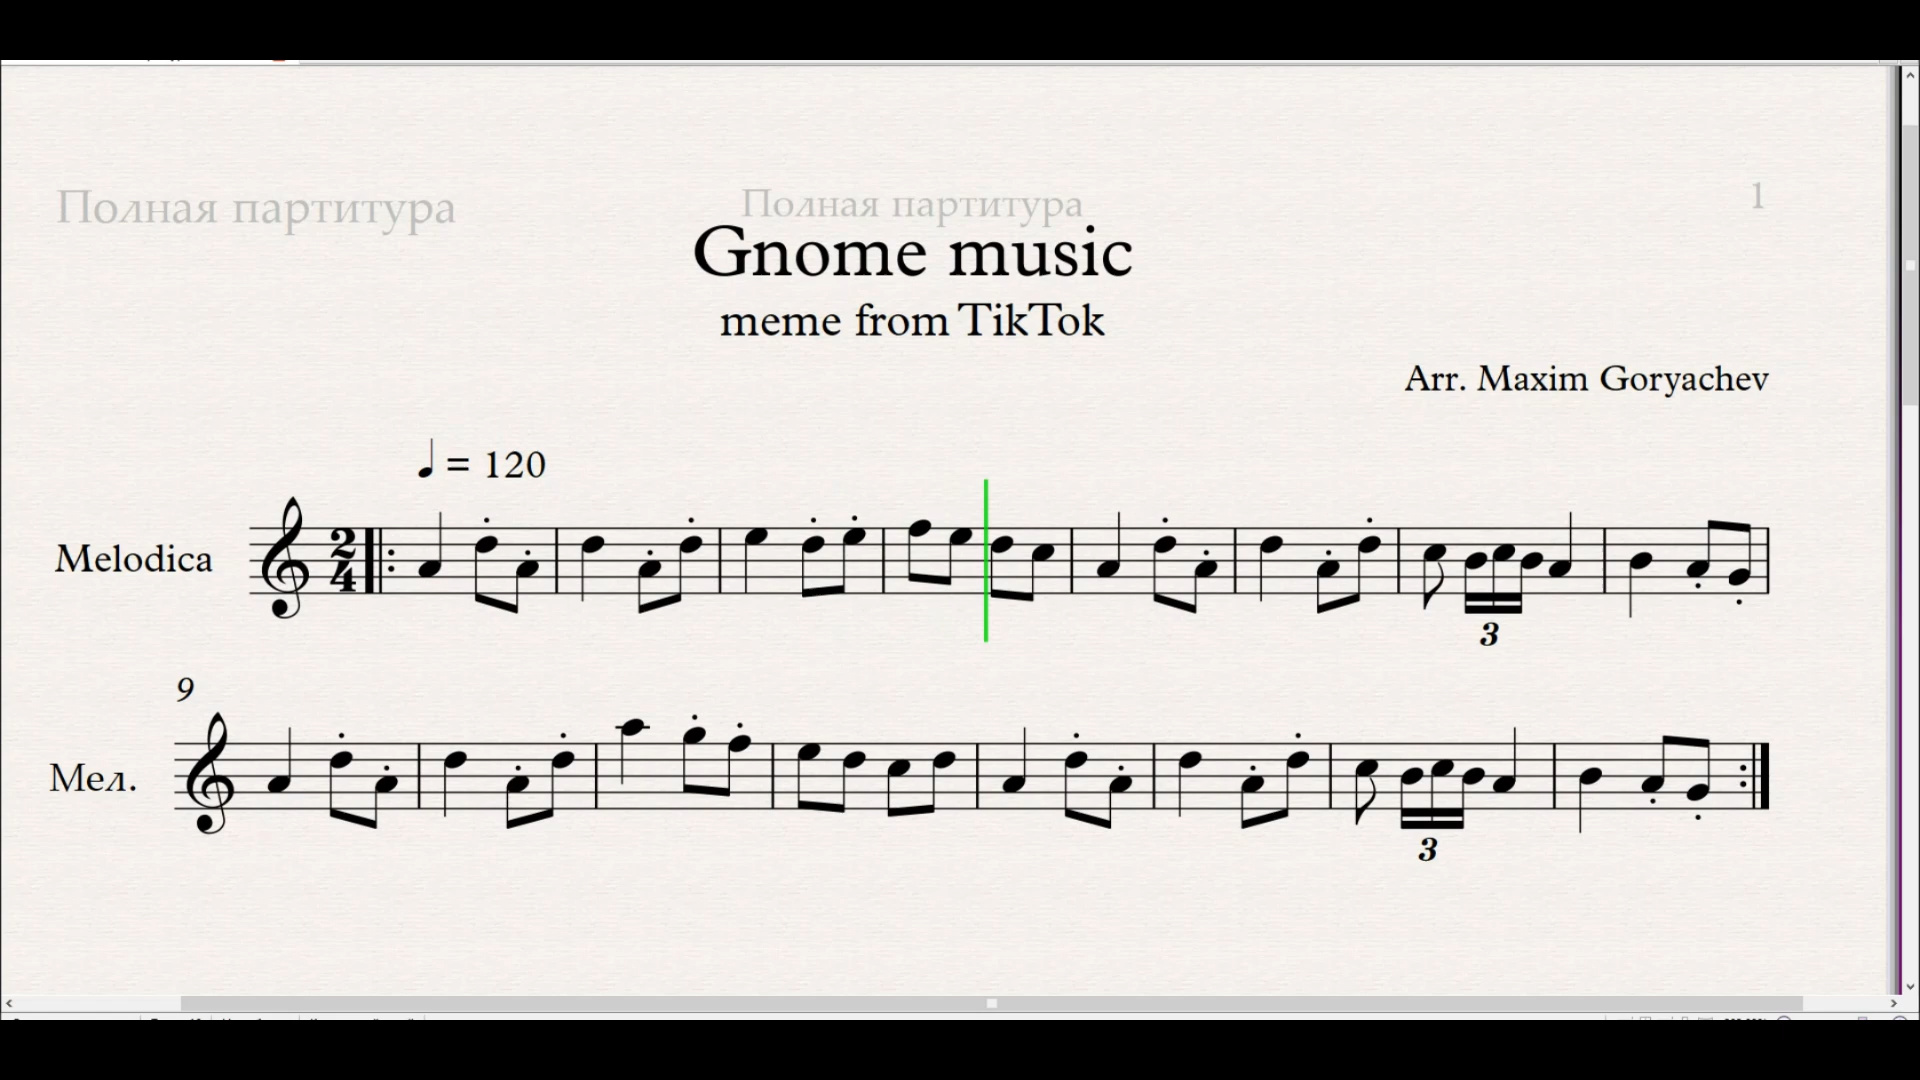 Полная партитура
Полная партитура
1
Gnome music
meme from TikTok
Arr. Maxim Goryachev
♩ = 120
Melodica
2
4
3
9
Мел.
3